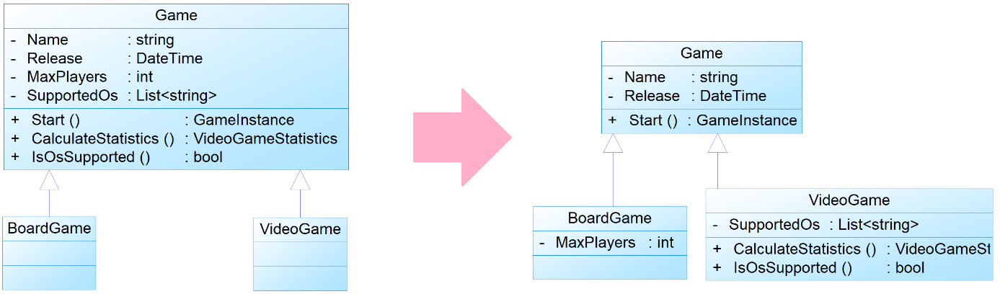 Game
- Name : string
- Release : DateTime
- MaxPlayers : int
- SupportedOs : List<string>
+ Start () : GameInstance
+ CalculateStatistics () : VideoGameStatistics
+ IsOsSupported () : bool
BoardGame
VideoGame
Game
- Name : string
- Release : DateTime
+ Start () : GameInstance
BoardGame
- MaxPlayers : int
VideoGame
- SupportedOs : List<string>
+ CalculateStatistics () : VideoGameSt
+ IsOsSupported () : bool